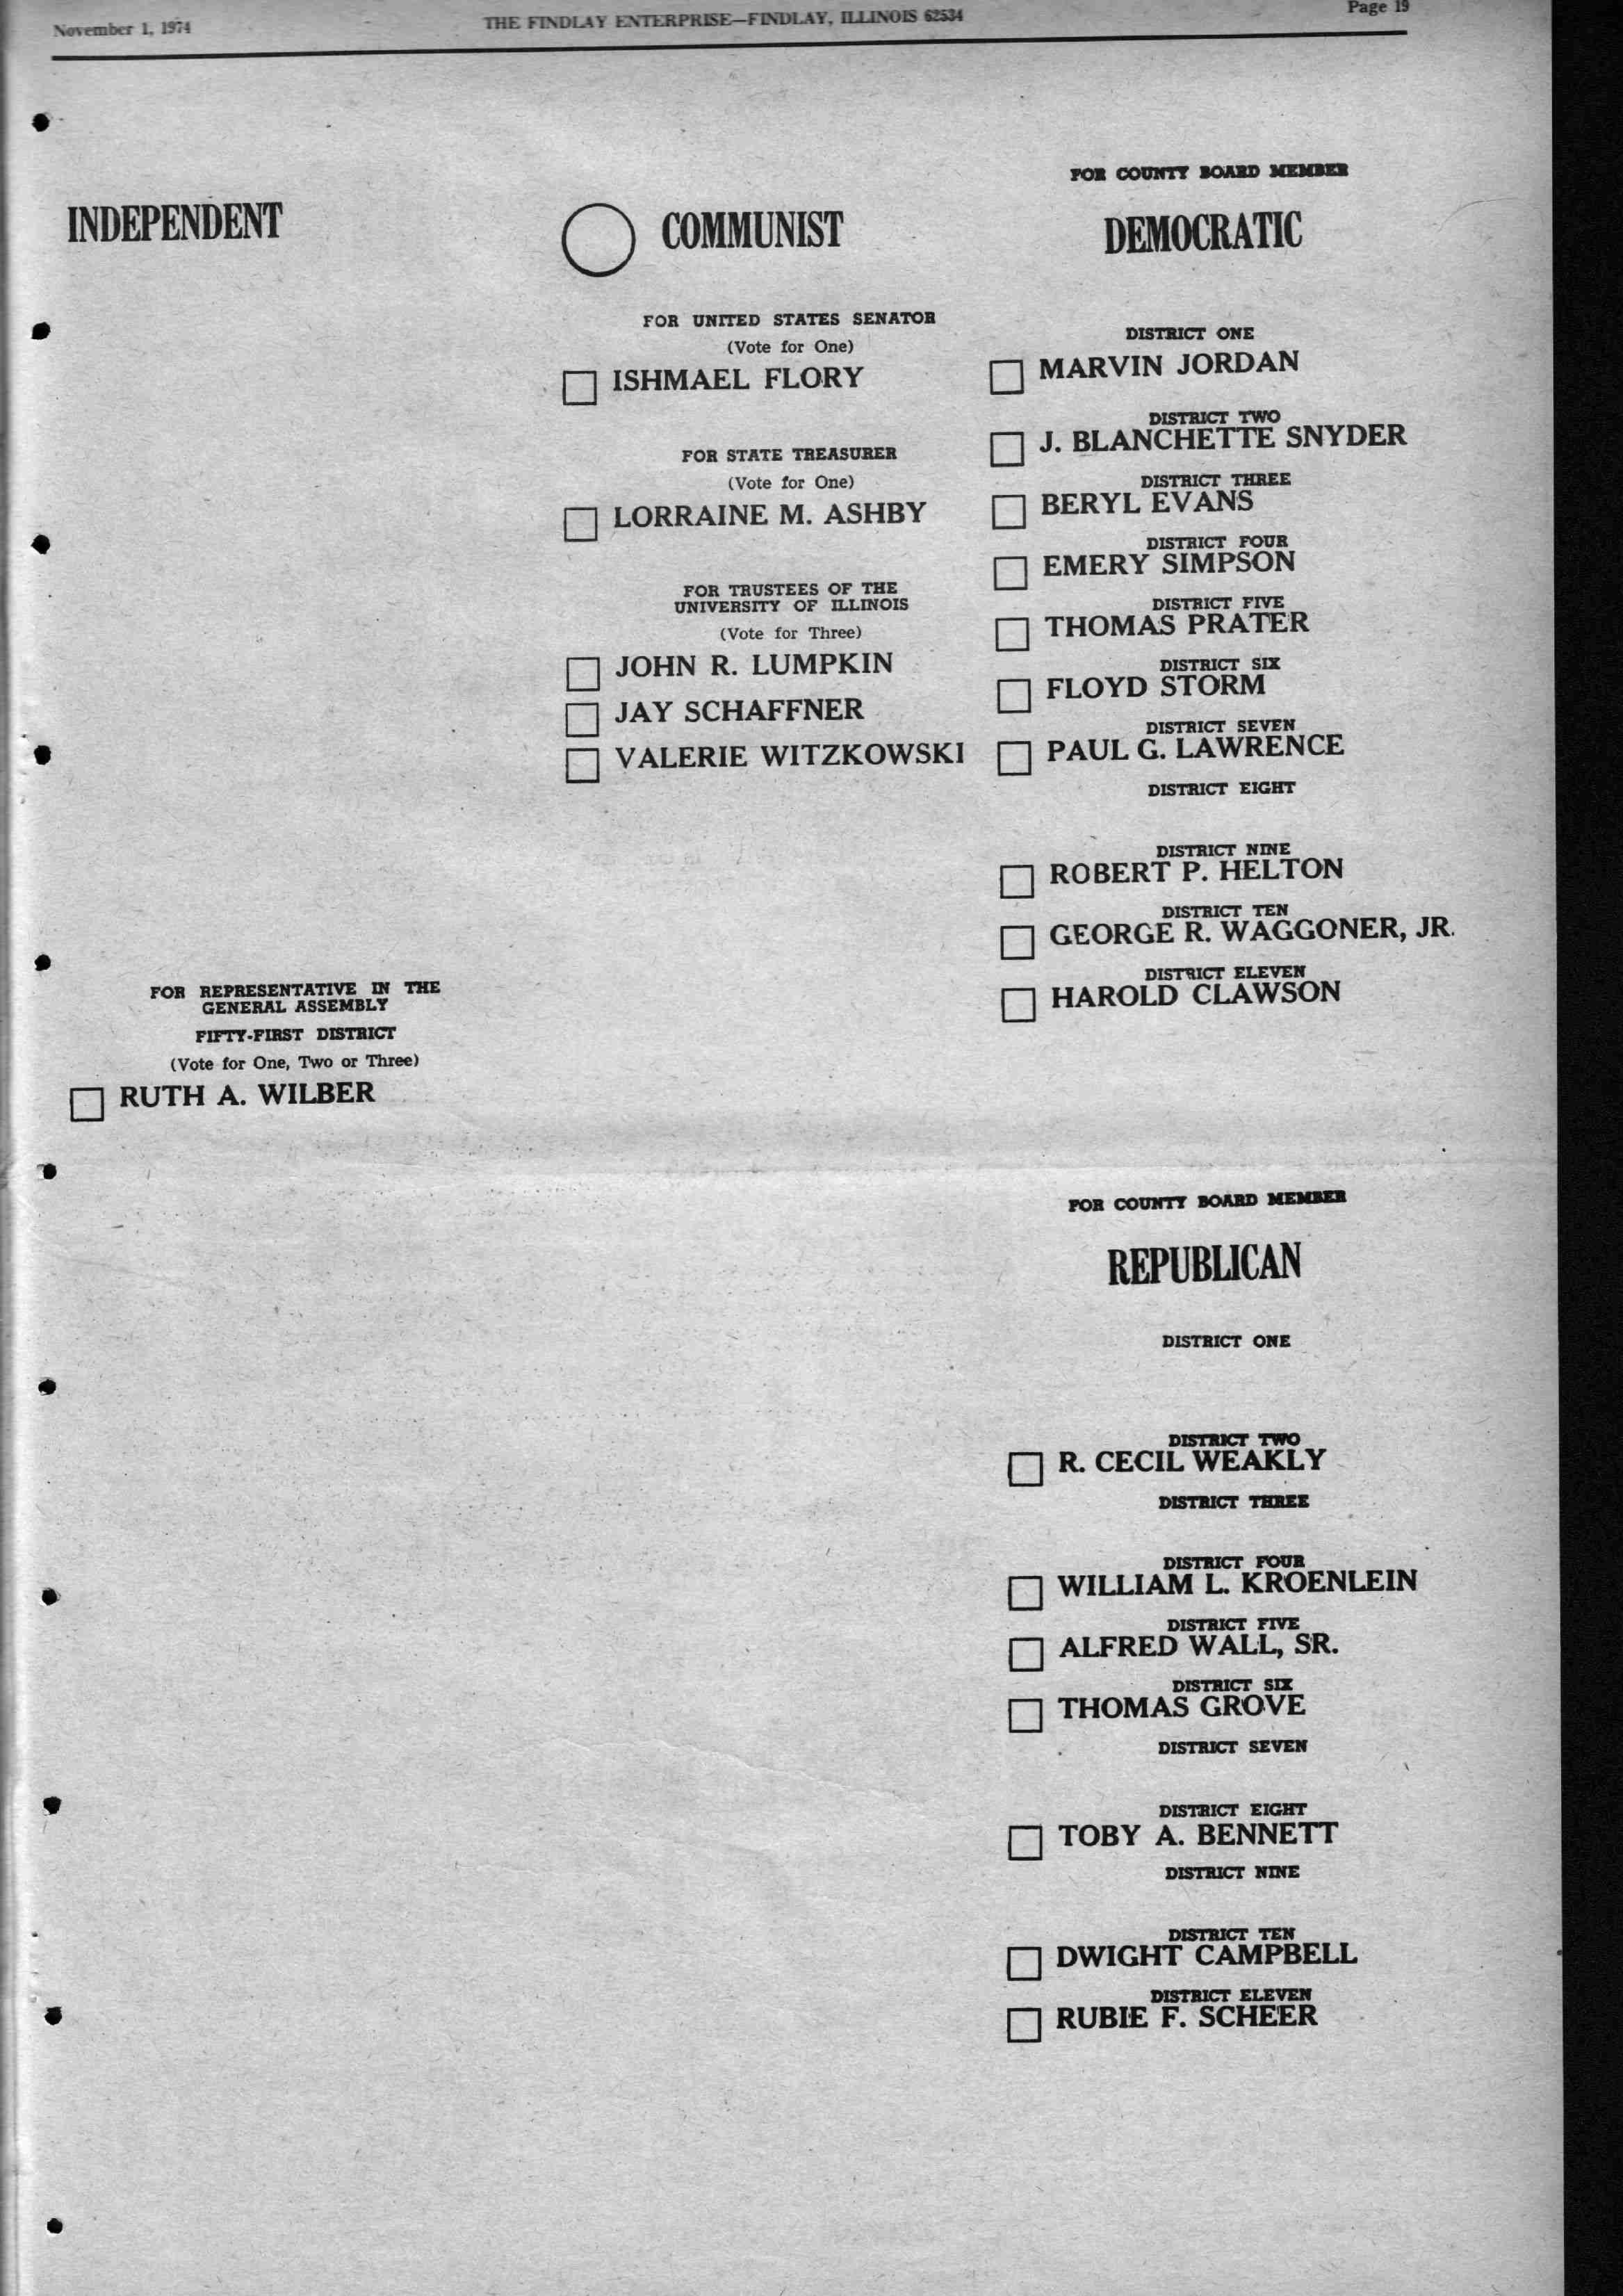 November 1, 1974
THE FINDLAY ENTERPRISE—FINDLAY, ILLINOIS 62534
Page 19
INDEPENDENT
FOR REPRESENTATIVE IN THE
GENERAL ASSEMBLY
FIFTY-FIRST DISTRICT
(Vote for One, Two or Three)
RUTH A. WILBER
COMMUNIST
FOR UNITED STATES SENATOR
(Vote for One)
ISHMAEL FLORY
FOR STATE TREASURER
(Vote for One)
LORRAINE M. ASHBY
FOR TRUSTEES OF THE
UNIVERSITY OF ILLINOIS
(Vote for Three)
JOHN R. LUMPKIN
JAY SCHAFFNER
VALERIE WITZKOWSKI
FOR COUNTY BOARD MEMBER
DEMOCRATIC
DISTRICT ONE
MARVIN JORDAN
DISTRICT TWO
J. BLANCHETTE SNYDER
DISTRICT THREE
BERYL EVANS
DISTRICT FOUR
EMERY SIMPSON
DISTRICT FIVE
THOMAS PRATER
DISTRICT SIX
FLOYD STORM
DISTRICT SEVEN
PAUL G. LAWRENCE
DISTRICT EIGHT
DISTRICT NINE
ROBERT P. HELTON
DISTRICT TEN
GEORGE R. WAGGONER, JR.
DISTRICT ELEVEN
HAROLD CLAWSON
FOR COUNTY BOARD MEMBER
REPUBLICAN
DISTRICT ONE
DISTRICT TWO
R. CECIL WEAKLY
DISTRICT THREE
DISTRICT FOUR
WILLIAM L. KROENLEIN
DISTRICT FIVE
ALFRED WALL, SR.
DISTRICT SIX
THOMAS GROVE
DISTRICT SEVEN
DISTRICT EIGHT
TOBY A. BENNETT
DISTRICT NINE
DISTRICT TEN
DWIGHT CAMPBELL
DISTRICT ELEVEN
RUBIE F. SCHEER